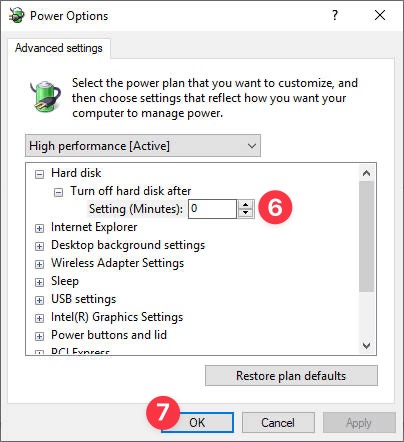 Power Options
?
Advanced settings
Select the power plan that you want to customize, and
then choose settings that reflect how you want your
computer to manage power.
High performance [Active]
Hard disk
Turn off hard disk after
Setting (Minutes): 0
6
Internet Explorer
Desktop background settings
Wireless Adapter Settings
Sleep
USB settings
Intel(R) Graphics Settings
Power buttons and lid
PCI Express
Restore plan defaults
7
OK Cancel Apply